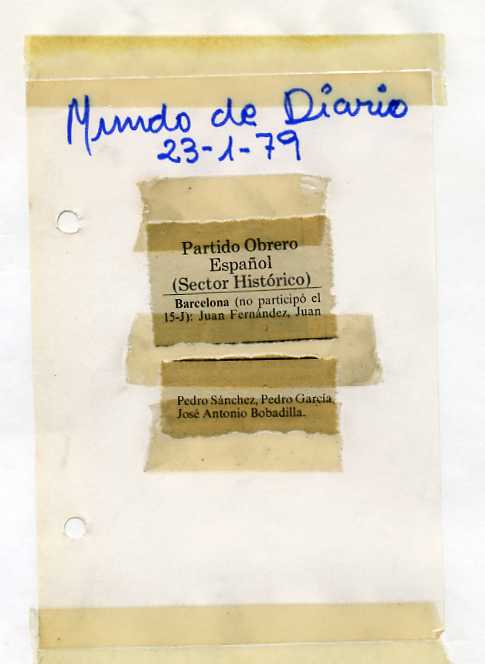 Mundo de Diario
23-1-79
Partido Obrero
Español
(Sector Histórico)
Barcelona (no participó el
15-J): Juan Fernández, Juan
Pedro Sánchez, Pedro García,
José Antonio Bobadilla.